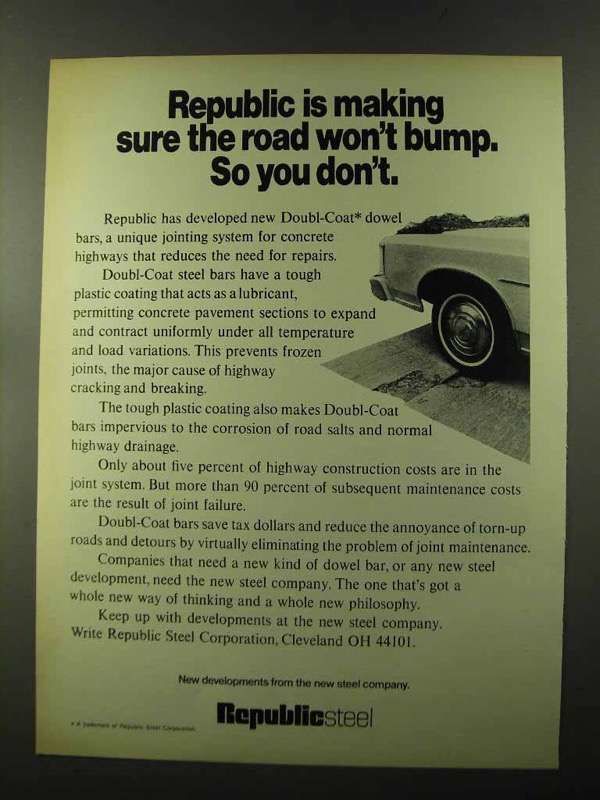 Republic is making
sure the road won't bump.
So you don't.
Republic has developed new Doubl-Coat* dowel
bars, a unique jointing system for concrete
highways that reduces the need for repairs.
Doubl-Coat steel bars have a tough
plastic coating that acts as a lubricant,
permitting concrete pavement sections to expand
and contract uniformly under all temperature
and load variations. This prevents frozen
joints, the major cause of highway
cracking and breaking.
The tough plastic coating also makes Doubl-Coat
bars impervious to the corrosion of road salts and normal
highway drainage.
Only about five percent of highway construction costs are in the
joint system. But more than 90 percent of subsequent maintenance costs
are the result of joint failure.
Doubl-Coat bars save tax dollars and reduce the annoyance of torn-up
roads and detours by virtually eliminating the problem of joint maintenance.
Companies that need a new kind of dowel bar, or any new steel
development, need the new steel company. The one that's got a
whole new way of thinking and a whole new philosophy.
Keep up with developments at the new steel company.
Write Republic Steel Corporation, Cleveland OH 44101.
New developments from the new steel company.
Republicsteel
* A trademark of Republic Steel Corporation.